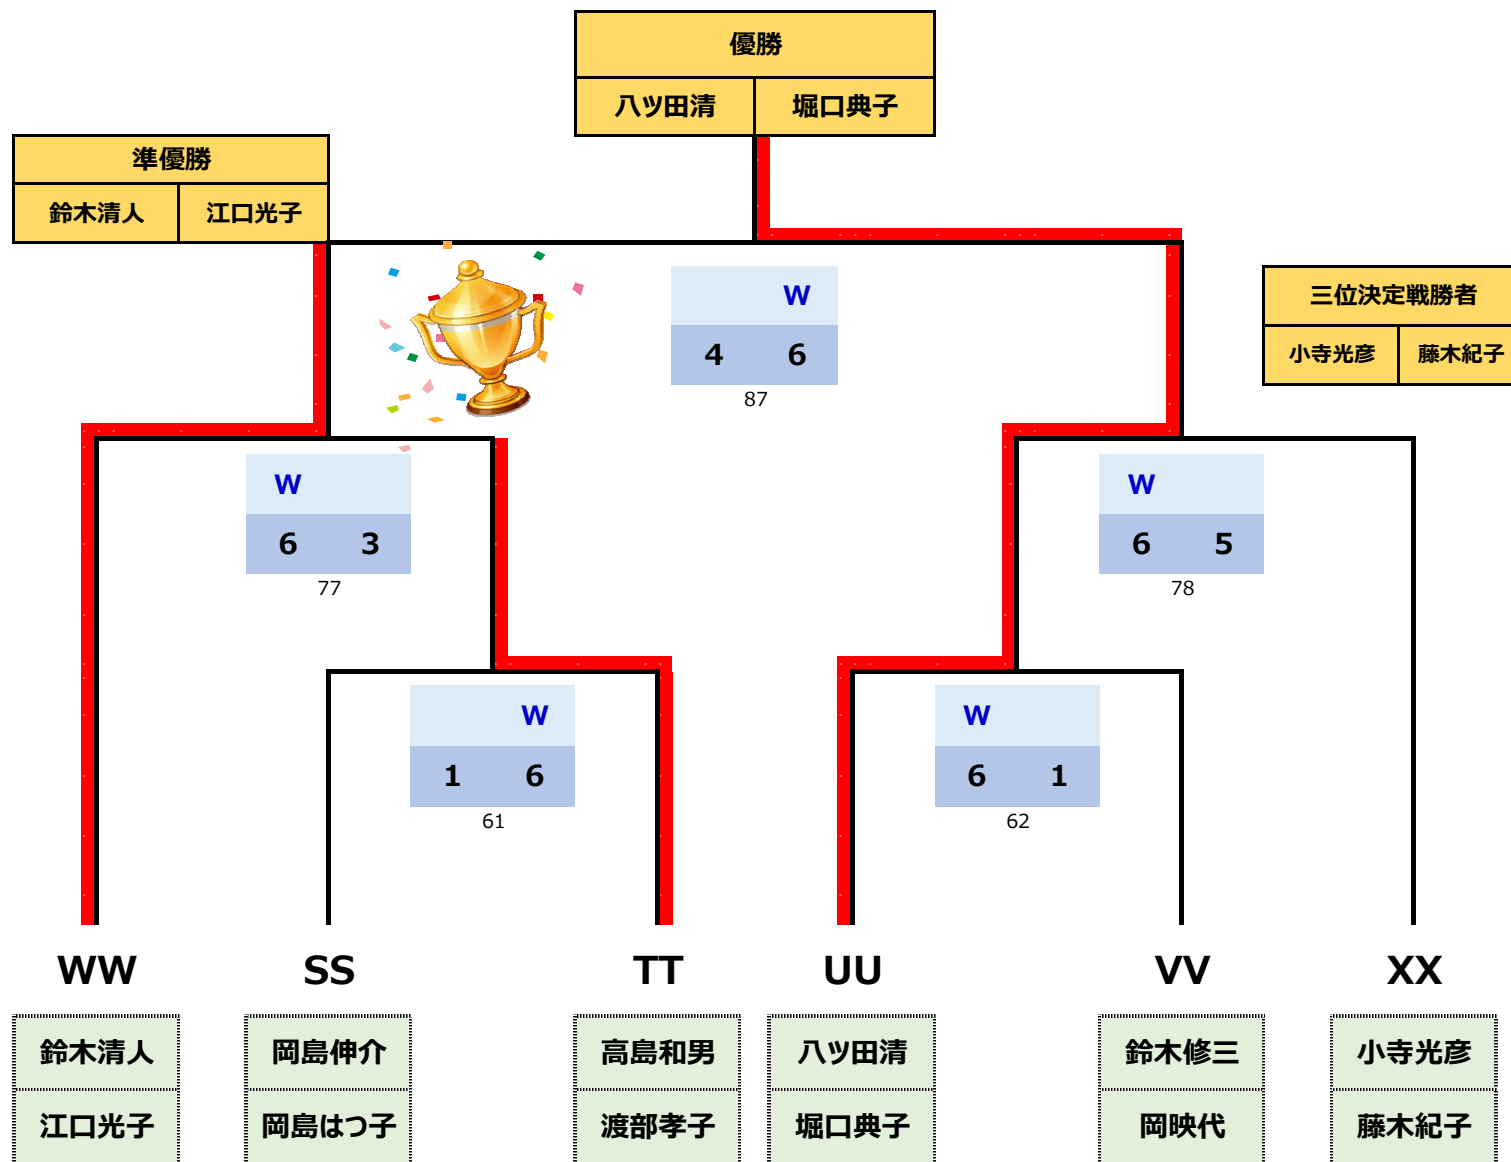 優勝
八ツ田清 堀口典子
準優勝
鈴木清人 江口光子
三位決定戦勝者
小寺光彦 藤木紀子
W
4 6
87
W
6 3
77
W
6 5
78
W
1 6
61
W
6 1
62
WW SS TT UU VV XX
鈴木清人 岡島伸介 高島和男 八ツ田清 鈴木修三 小寺光彦
江口光子 岡島はつ子 渡部孝子 堀口典子 岡映代 藤木紀子